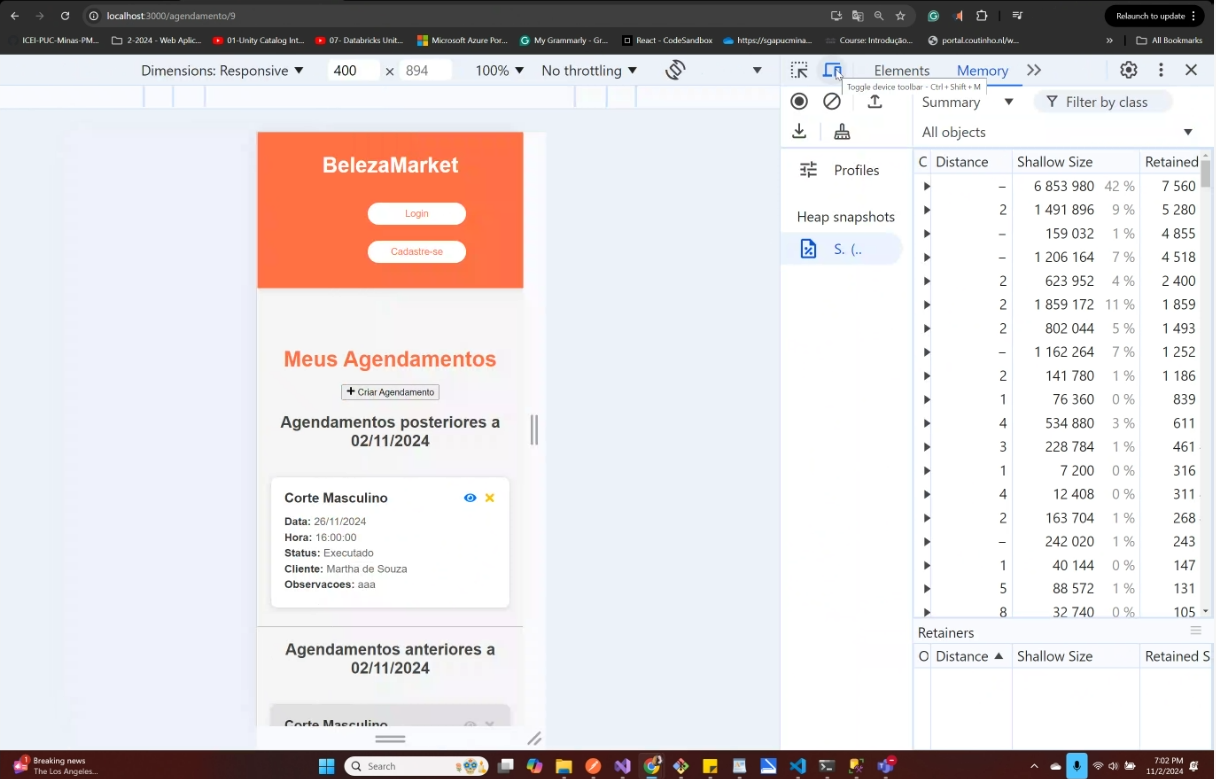 localhost:3000/agendamento/9
Relaunch to update
ICEI-PUC-Minas-PM... 2-2024 - Web Aplic... 01-Unity Catalog Int... 07- Databricks Unit... Microsoft Azure Por... My Grammarly - Gr... React - CodeSandbox https://sgapucmina... Course: Introdução... portal.coutinho.nl/w... » All Bookmarks
Dimensions: Responsive 400 × 894 100% No throttling
Elements Memory
Toggle device toolbar - Ctrl + Shift + M
Summary Filter by class
All objects
Profiles
Heap snapshots
S. (..
C Distance Shallow Size Retained
– 6 853 980 42 % 7 560
2 1 491 896 9 % 5 280
– 159 032 1 % 4 855
– 1 206 164 7 % 4 518
2 623 952 4 % 2 400
2 1 859 172 11 % 1 859
2 802 044 5 % 1 493
– 1 162 264 7 % 1 252
2 141 780 1 % 1 186
1 76 360 0 % 839
4 534 880 3 % 611
3 228 784 1 % 461
1 7 200 0 % 316
4 12 408 0 % 311
2 163 704 1 % 268
– 242 020 1 % 243
1 40 144 0 % 147
5 88 572 1 % 131
8 32 740 0 % 105
Retainers
O Distance Shallow Size Retained S
BelezaMarket
Login
Cadastre-se
Meus Agendamentos
+ Criar Agendamento
Agendamentos posteriores a
02/11/2024
Corte Masculino
Data: 26/11/2024
Hora: 16:00:00
Status: Executado
Cliente: Martha de Souza
Observacoes: aaa
Agendamentos anteriores a
02/11/2024
Corte Masculino
Breaking news
The Los Angeles...
Search
7:02 PM
11/2/2024